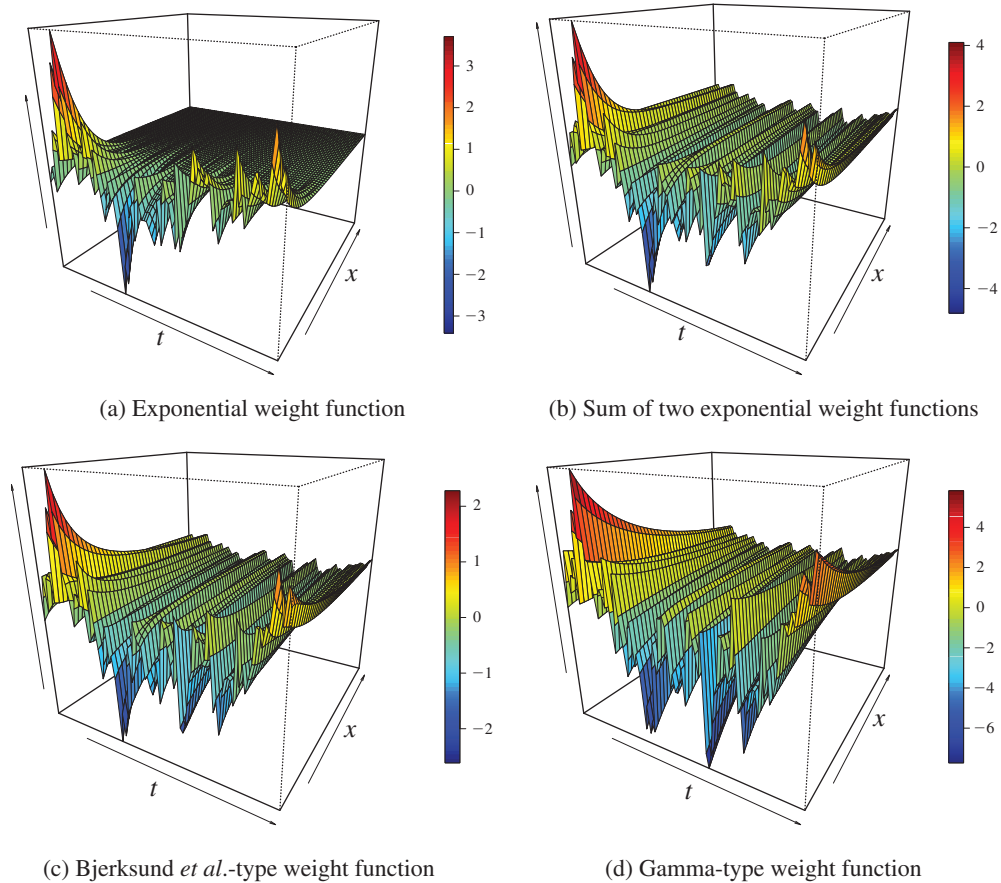 3
2
1
0
−1
−2
−3
t
x
(a) Exponential weight function
4
2
0
−2
−4
t
x
(b) Sum of two exponential weight functions
2
1
0
−1
−2
t
x
(c) Bjerksund et al.-type weight function
4
2
0
−2
−4
−6
t
x
(d) Gamma-type weight function